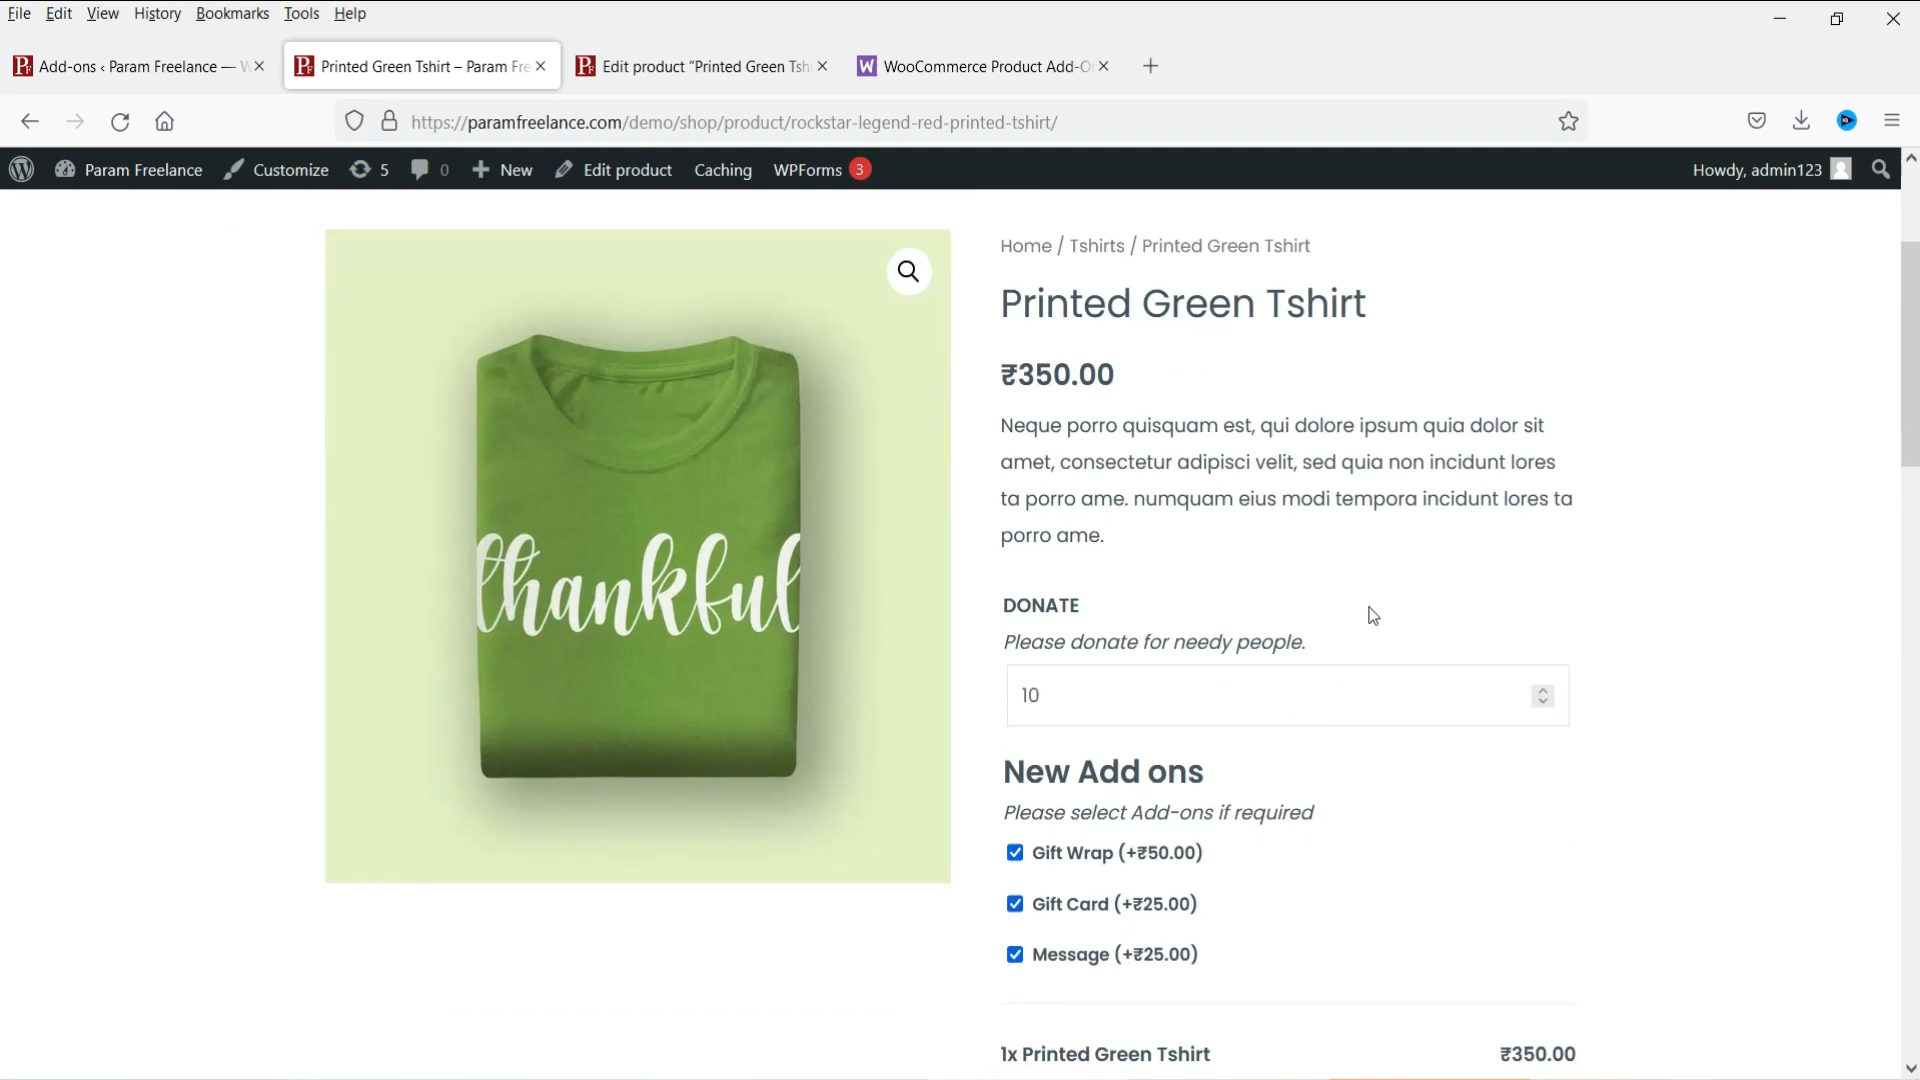 File Edit View History Bookmarks Tools Help
Add-ons ‹ Param Freelance — W
Printed Green Tshirt – Param Fre
Edit product “Printed Green Tshi
WooCommerce Product Add-O
https://paramfreelance.com/demo/shop/product/rockstar-legend-red-printed-tshirt/
Param Freelance Customize 5 0 New Edit product Caching WPForms 3 Howdy, admin123
Home / Tshirts / Printed Green Tshirt
Printed Green Tshirt
₹350.00
Neque porro quisquam est, qui dolore ipsum quia dolor sit
amet, consectetur adipisci velit, sed quia non incidunt lores
ta porro ame. numquam eius modi tempora incidunt lores ta
porro ame.
thankful
DONATE
Please donate for needy people.
10
New Add ons
Please select Add-ons if required
Gift Wrap (+₹50.00)
Gift Card (+₹25.00)
Message (+₹25.00)
1x Printed Green Tshirt ₹350.00